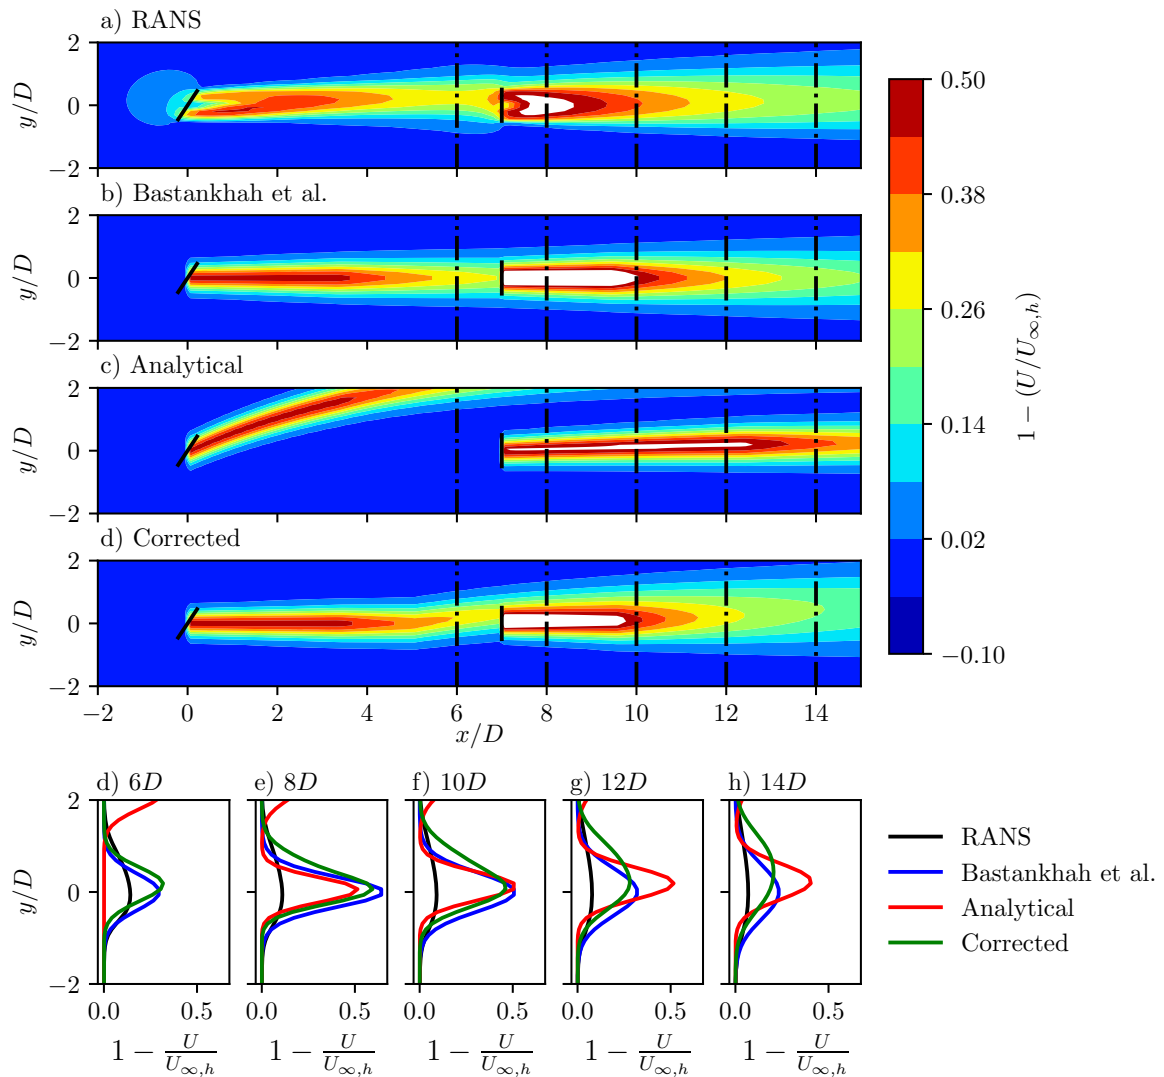 a) RANS
2
0
−2
y/D
b) Bastankhah et al.
2
0
−2
y/D
c) Analytical
2
0
−2
y/D
d) Corrected
2
0
−2
y/D
−2 0 2 4 6 8 10 12 14
x/D
0.50
0.38
0.26
0.14
0.02
−0.10
1 − (U/U∞,h)
d) 6D e) 8D f) 10D g) 12D h) 14D
2
0
−2
y/D
0.0 0.5 0.0 0.5 0.0 0.5 0.0 0.5 0.0 0.5
1 − U/U∞,h 1 − U/U∞,h 1 − U/U∞,h 1 − U/U∞,h 1 − U/U∞,h
RANS
Bastankhah et al.
Analytical
Corrected